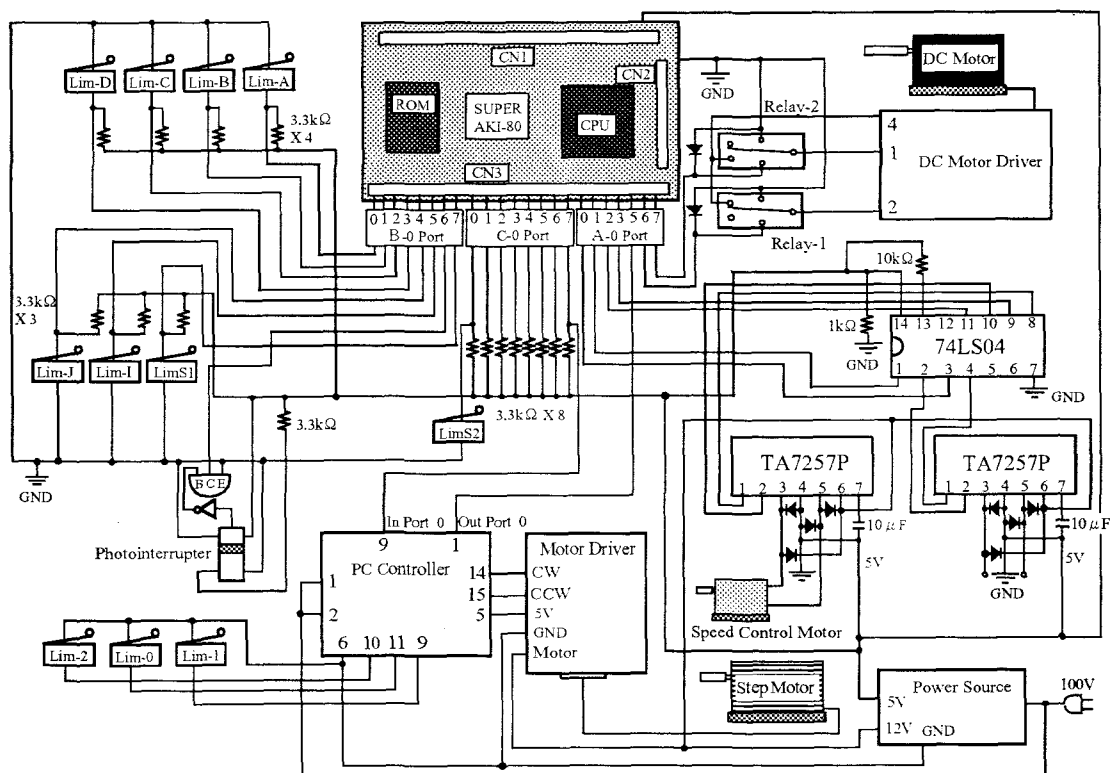 CN1
CN2
ROM
SUPER
AKI-80
CPU
CN3
Lim-D
Lim-C
Lim-B
Lim-A
3.3kΩ
X 4
GND
DC Motor
Relay-2
4
1
2
DC Motor Driver
Relay-1
0 1 2 3 4 5 6 7
B-0 Port
0 1 2 3 4 5 6 7
C-0 Port
0 1 2 3 4 5 6 7
A-0 Port
3.3kΩ
X 3
Lim-J
Lim-I
LimS1
10kΩ
1kΩ
GND
14 13 12 11 10 9 8
74LS04
1 2 3 4 5 6 7
GND
3.3kΩ
3.3kΩ X 8
LimS2
GND
B C E
Photointerrupter
TA7257P
1 2 3 4 5 6 7
10μF
5V
TA7257P
1 2 3 4 5 6 7
10μF
5V
GND
In Port 0
Out Port 0
9
1
PC Controller
1
2
14
15
5
6
10
11
9
Motor Driver
CW
CCW
5V
GND
Motor
Speed Control Motor
Lim-2
Lim-0
Lim-1
Step Motor
Power Source
5V
12V
GND
100V